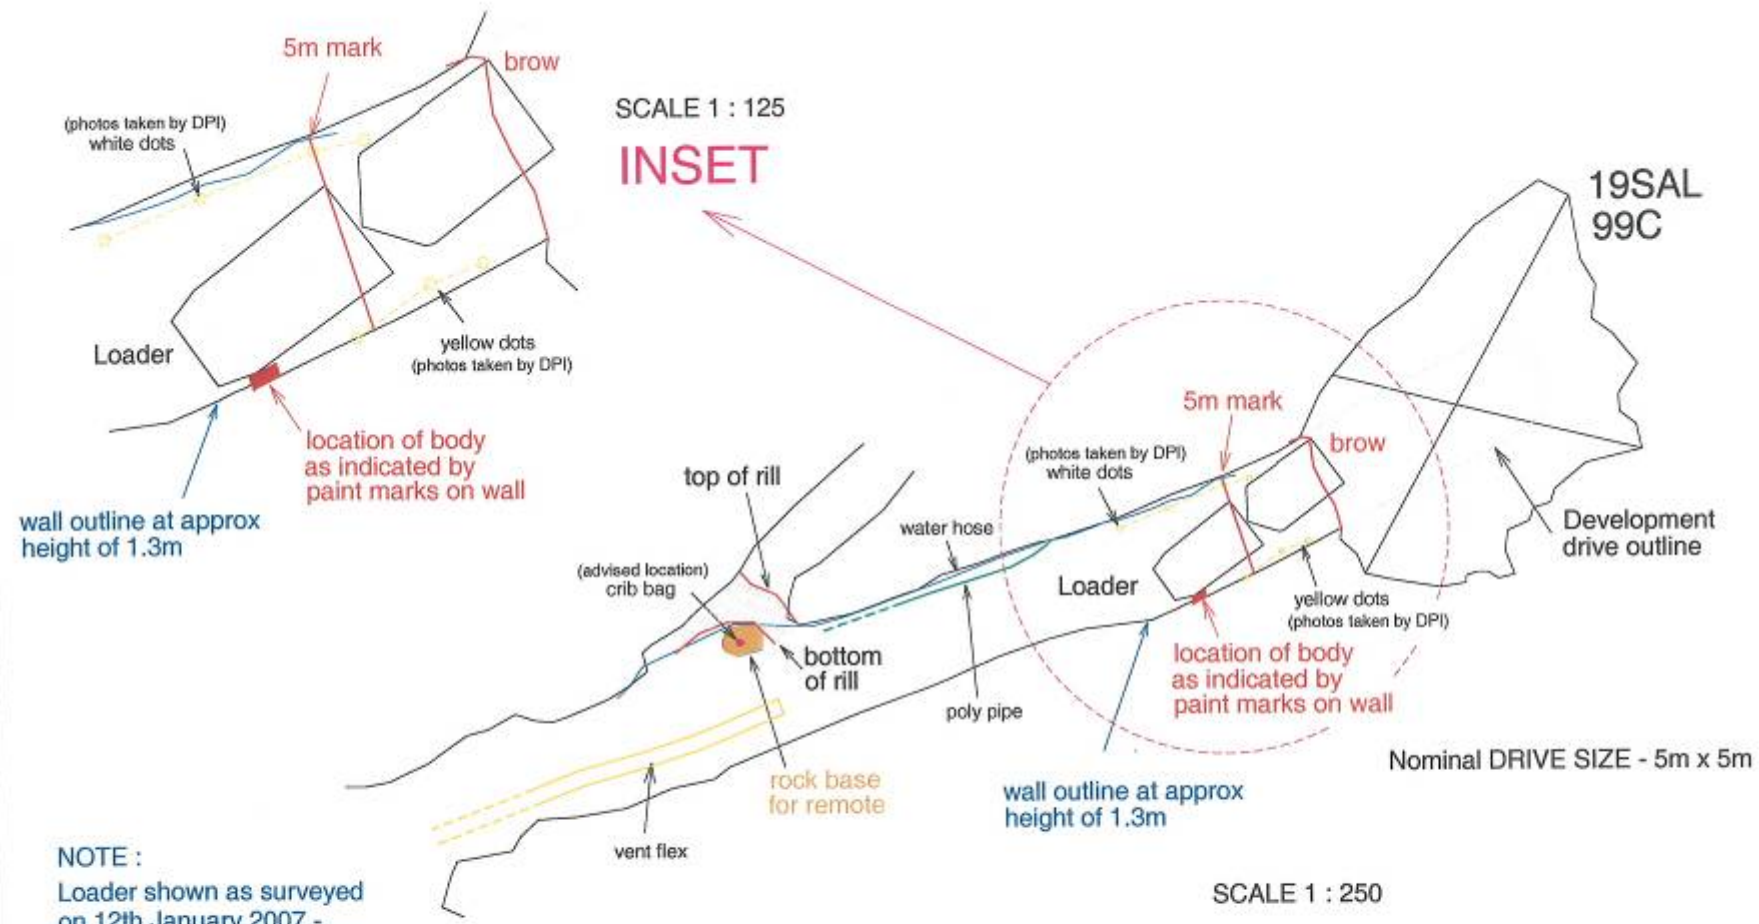 5m mark
brow
SCALE 1 : 125
INSET
(photos taken by DPI)
white dots
19SAL
99C
yellow dots
(photos taken by DPI)
Loader
location of body
as indicated by
paint marks on wall
wall outline at approx
height of 1.3m
5m mark
brow
(photos taken by DPI)
white dots
top of rill
water hose
Development
drive outline
(advised location)
crib bag
Loader
yellow dots
(photos taken by DPI)
bottom
of rill
location of body
as indicated by
paint marks on wall
poly pipe
Nominal DRIVE SIZE - 5m x 5m
rock base
for remote
wall outline at approx
height of 1.3m
vent flex
NOTE :
Loader shown as surveyed
on 12th January 2007 -
SCALE 1 : 250